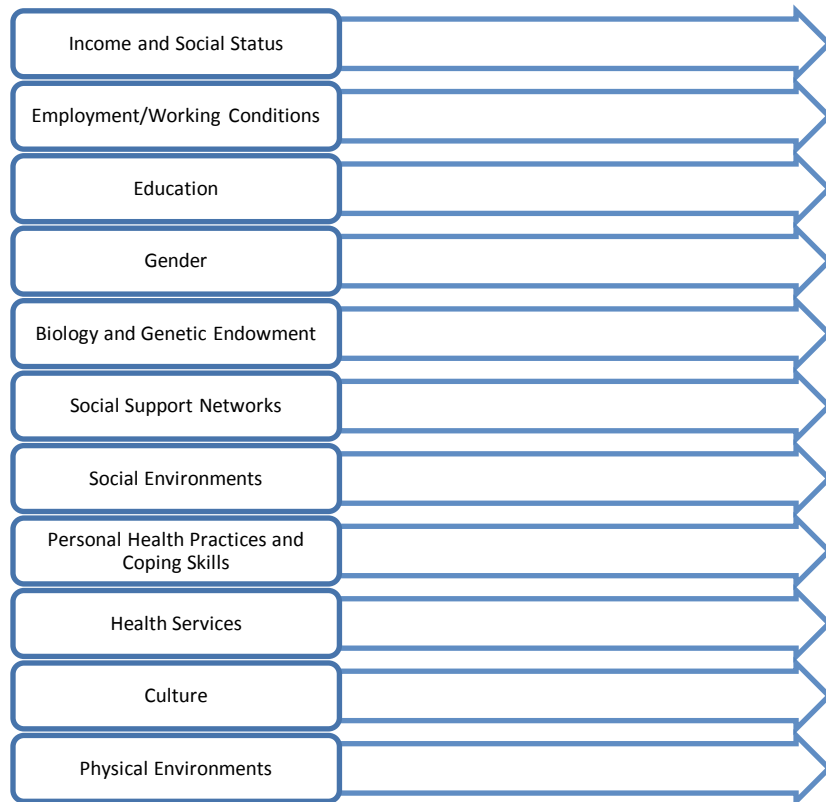 Income and Social Status
Employment/Working Conditions
Education
Gender
Biology and Genetic Endowment
Social Support Networks
Social Environments
Personal Health Practices and
Coping Skills
Health Services
Culture
Physical Environments